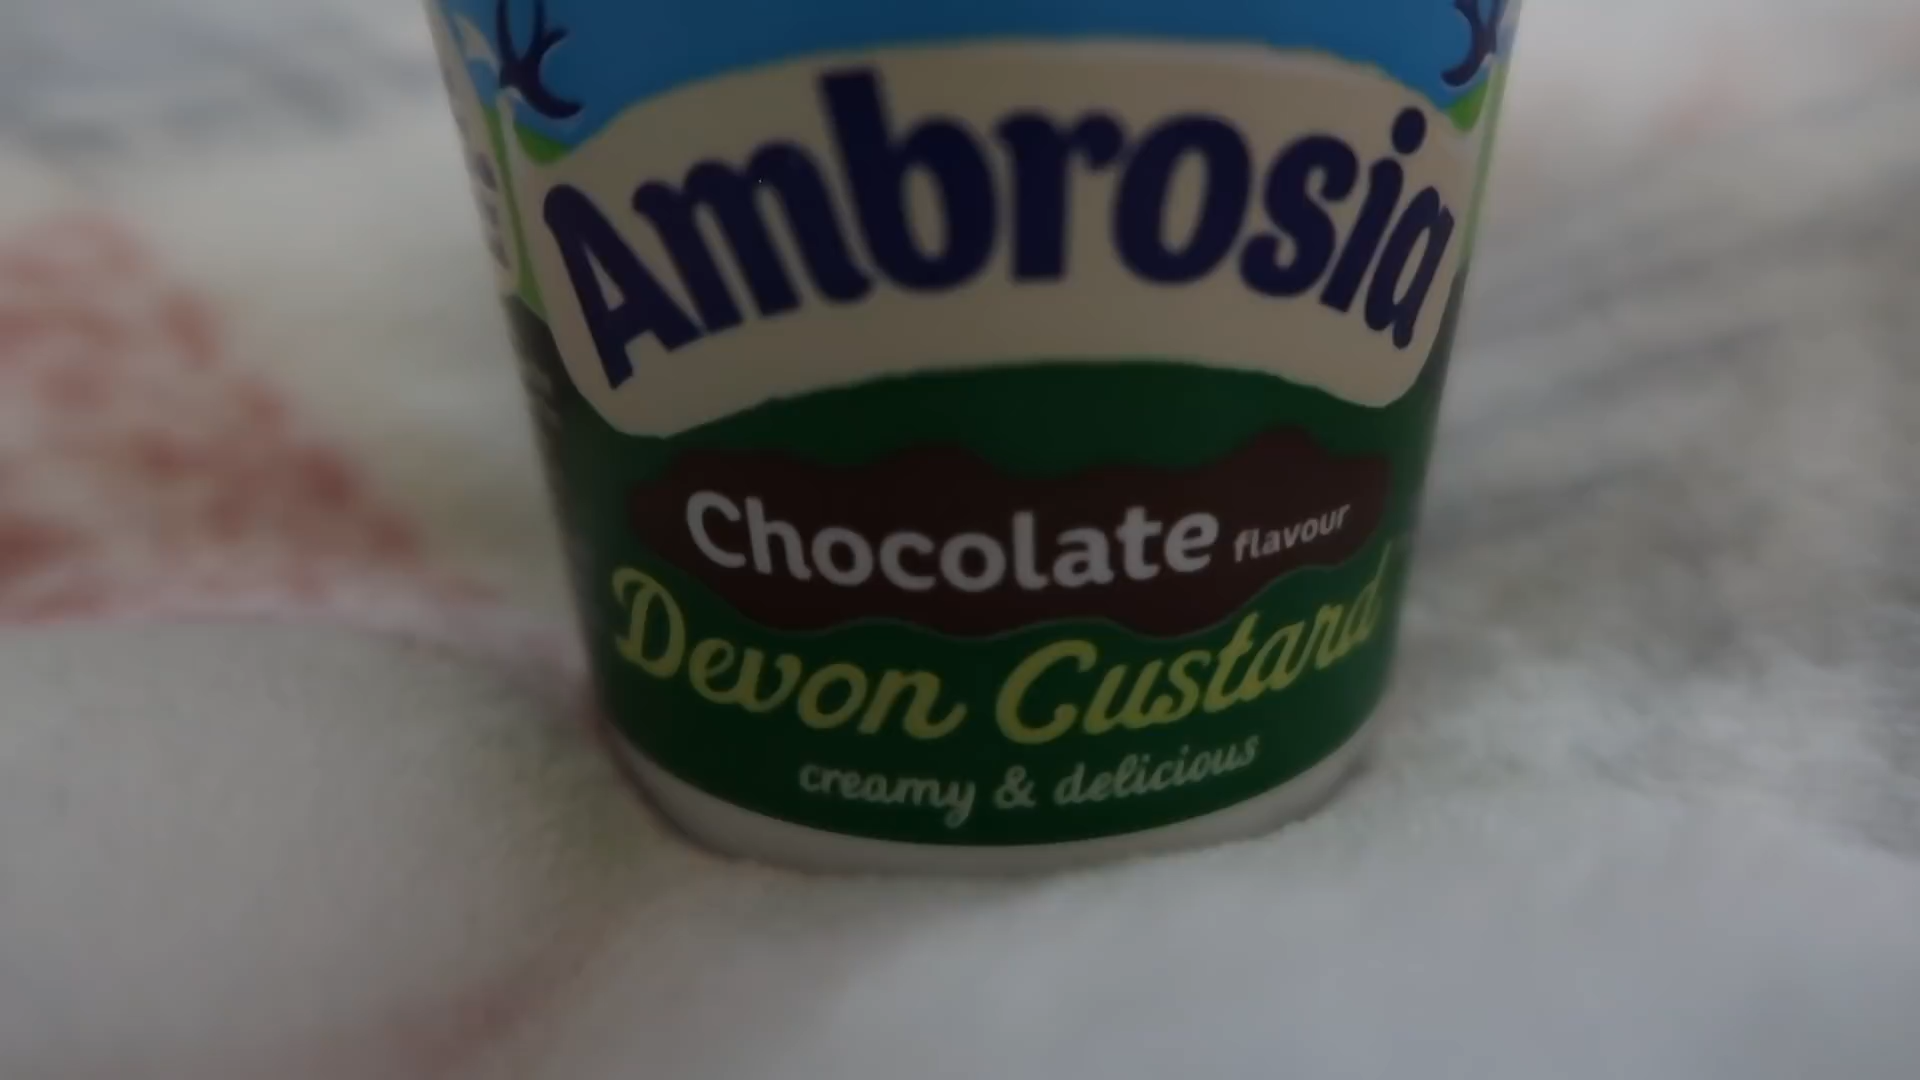 Ambrosia
Chocolate flavour
Devon Custard
creamy & delicious